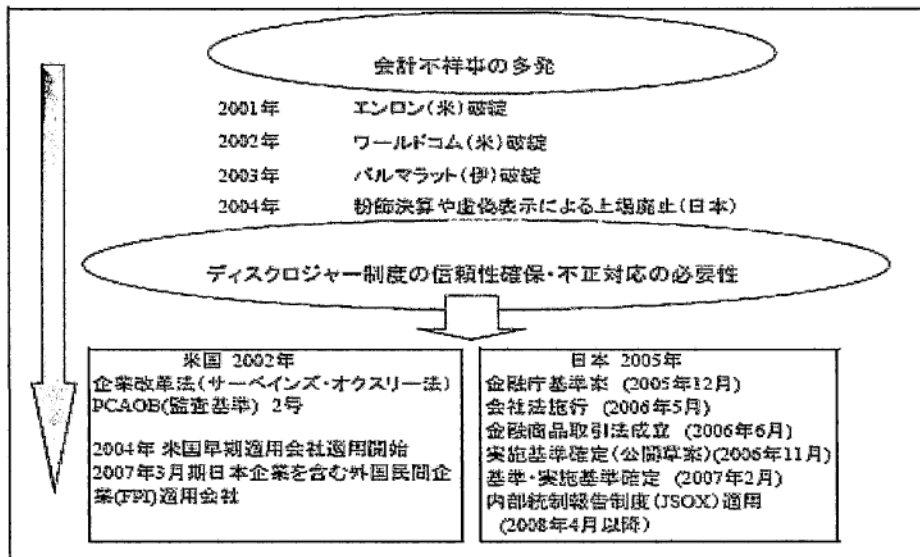 会計不祥事の多発
2001年 エンロン(米)破綻
2002年 ワールドコム(米)破綻
2003年 パルマラット(伊)破綻
2004年 粉飾決算や虚偽表示による上場廃止(日本)
ディスクロジャー制度の信頼性確保・不正対応の必要性
米国 2002年
企業改革法(サーベインズ・オクスリー法)
PCAOB(監査基準) 2号
2004年 米国早期適用会社適用開始
2007年3月期日本企業を含む外国民間企
業(FPI)適用会社
日本 2005年
金融庁基準案 (2005年12月)
会社法施行 (2006年5月)
金融商品取引法成立 (2006年6月)
実施基準確定(公開草案)(2006年11月)
基準・実施基準確定 (2007年2月)
内部統制報告制度(JSOX)適用
(2008年4月以降)